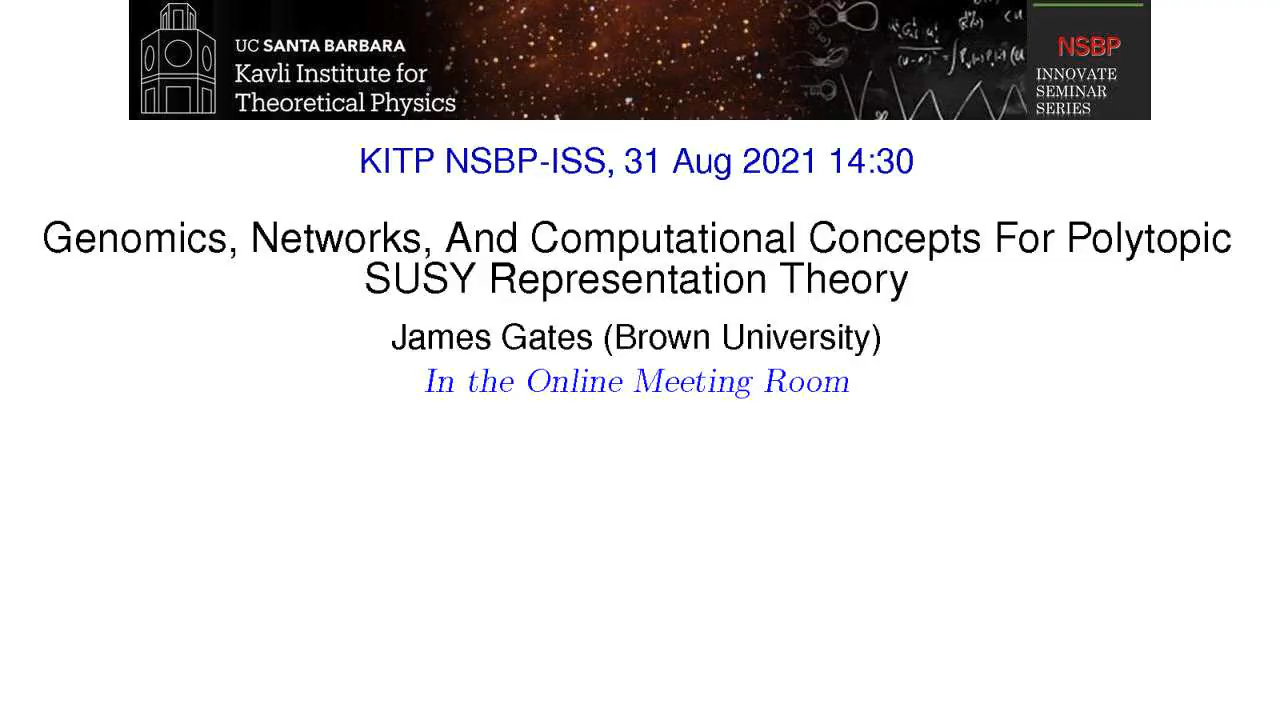 UC SANTA BARBARA
Kavli Institute for
Theoretical Physics
NSBP
INNOVATE
SEMINAR
SERIES
KITP NSBP-ISS, 31 Aug 2021 14:30
Genomics, Networks, And Computational Concepts For Polytopic
SUSY Representation Theory
James Gates (Brown University)
In the Online Meeting Room